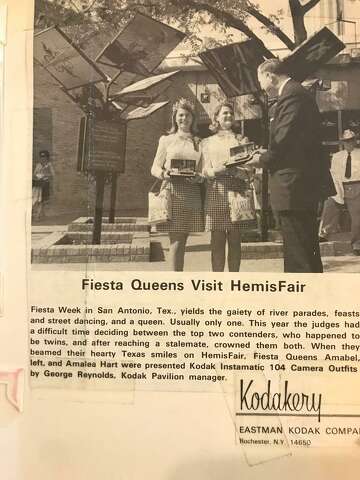 Fiesta Queens Visit HemisFair
Fiesta Week in San Antonio, Tex., yields the gaiety of river parades, feasts
and street dancing, and a queen. Usually only one. This year the judges had
a difficult time deciding between the top two contenders, who happened to
be twins, and after reaching a stalemate, crowned them both. When they
beamed their hearty Texas smiles on HemisFair. Fiesta Queens Amabel,
left, and Amalea Hart were presented Kodak Instamatic 104 Camera Outfits
by George Reynolds, Kodak Pavilion manager.
Kodakery
EASTMAN KODAK COMPA
Rochester, N.Y. 14650